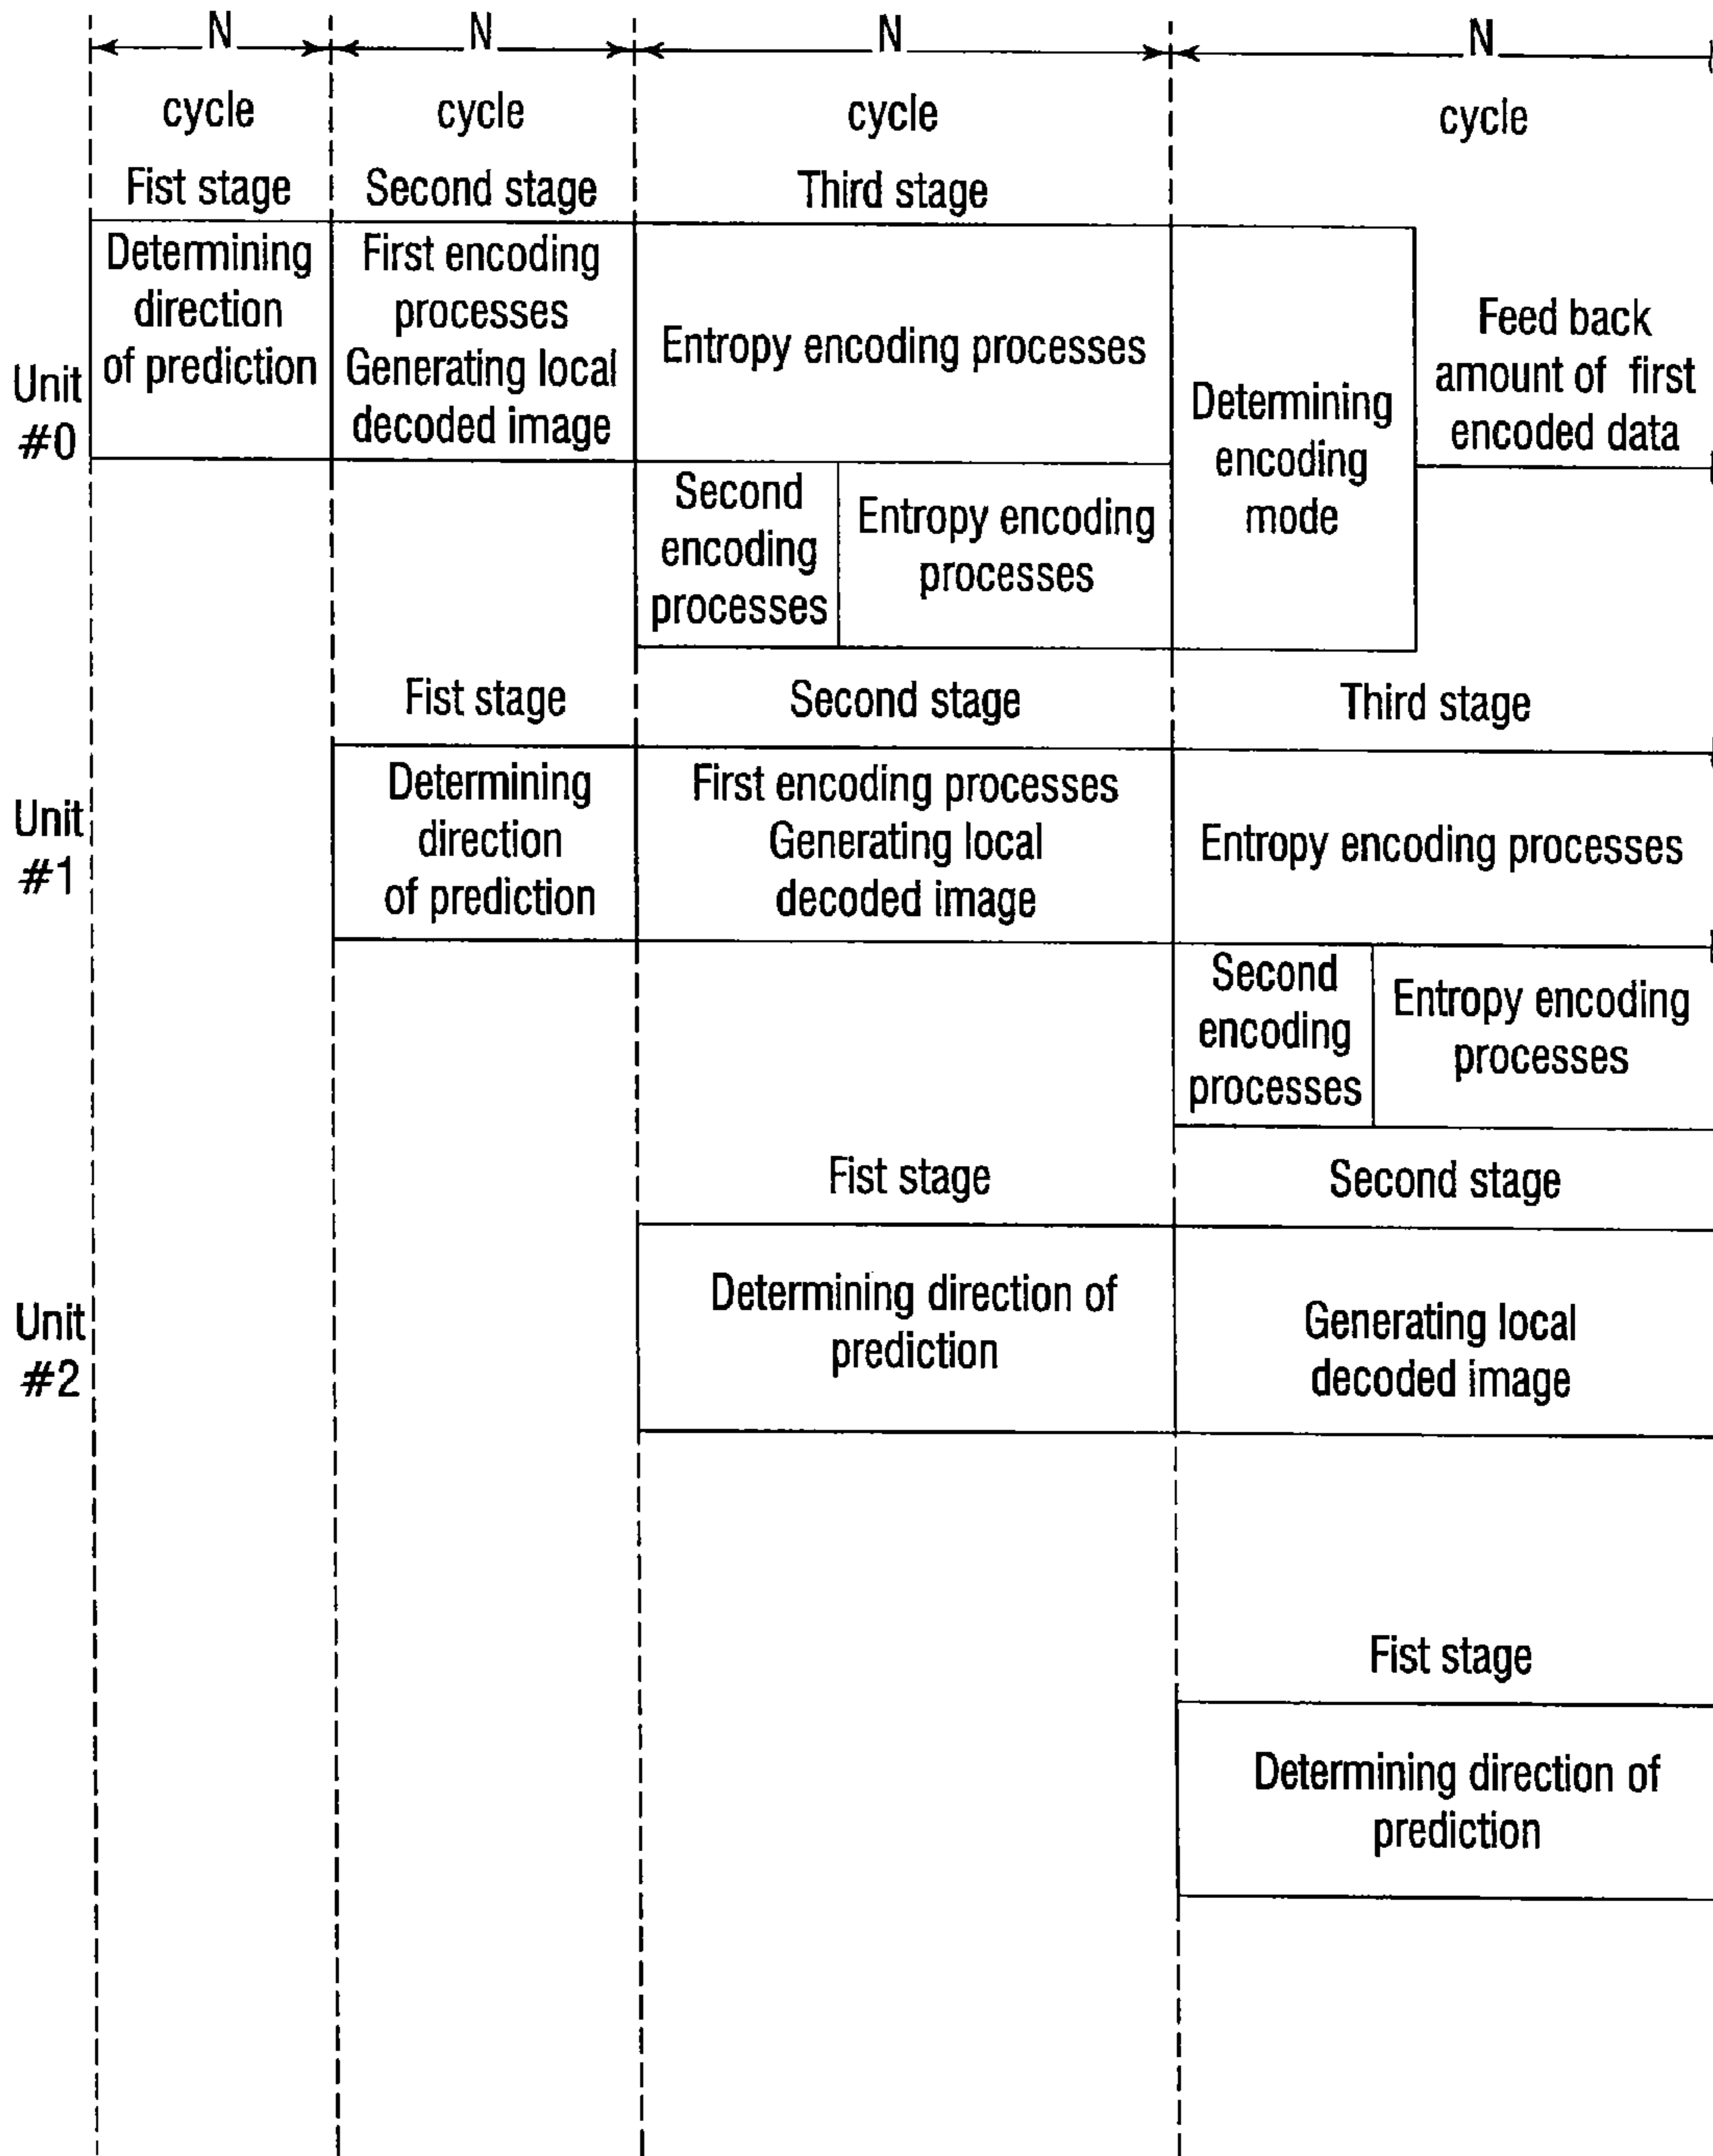 N N N N
cycle cycle cycle cycle
Fist stage Second stage Third stage
Unit
#0
Determining
direction
of prediction
First encoding
processes
Generating local
decoded image
Entropy encoding processes
Second
encoding
processes
Entropy encoding
processes
Determining
encoding
mode
Feed back
amount of first
encoded data
Fist stage Second stage Third stage
Unit
#1
Determining
direction
of prediction
First encoding processes
Generating local
decoded image
Entropy encoding processes
Second
encoding
processes
Entropy encoding
processes
Fist stage Second stage
Unit
#2
Determining direction of
prediction
Generating local
decoded image
Fist stage
Determining direction of
prediction